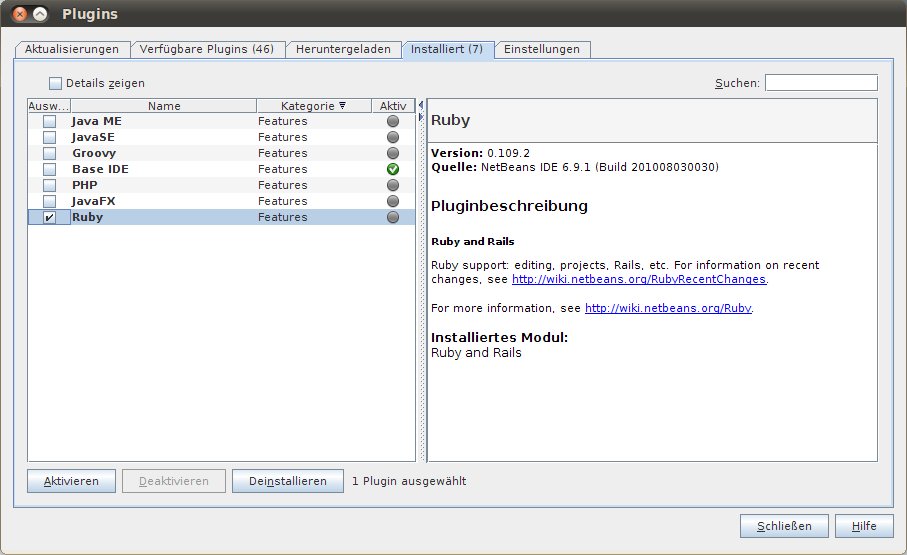 Plugins
Aktualisierungen Verfügbare Plugins (46) Heruntergeladen Installiert (7) Einstellungen
Details zeigen Suchen:
Ausw... Name Kategorie Aktiv
Java ME Features
JavaSE Features
Groovy Features
Base IDE Features
PHP Features
JavaFX Features
Ruby Features
Ruby
Version: 0.109.2
Quelle: NetBeans IDE 6.9.1 (Build 201008030030)
Pluginbeschreibung
Ruby and Rails
Ruby support: editing, projects, Rails, etc. For information on recent
changes, see http://wiki.netbeans.org/RubyRecentChanges.
For more information, see http://wiki.netbeans.org/Ruby.
Installiertes Modul:
Ruby and Rails
Aktivieren Deaktivieren Deinstallieren 1 Plugin ausgewählt
Schließen Hilfe